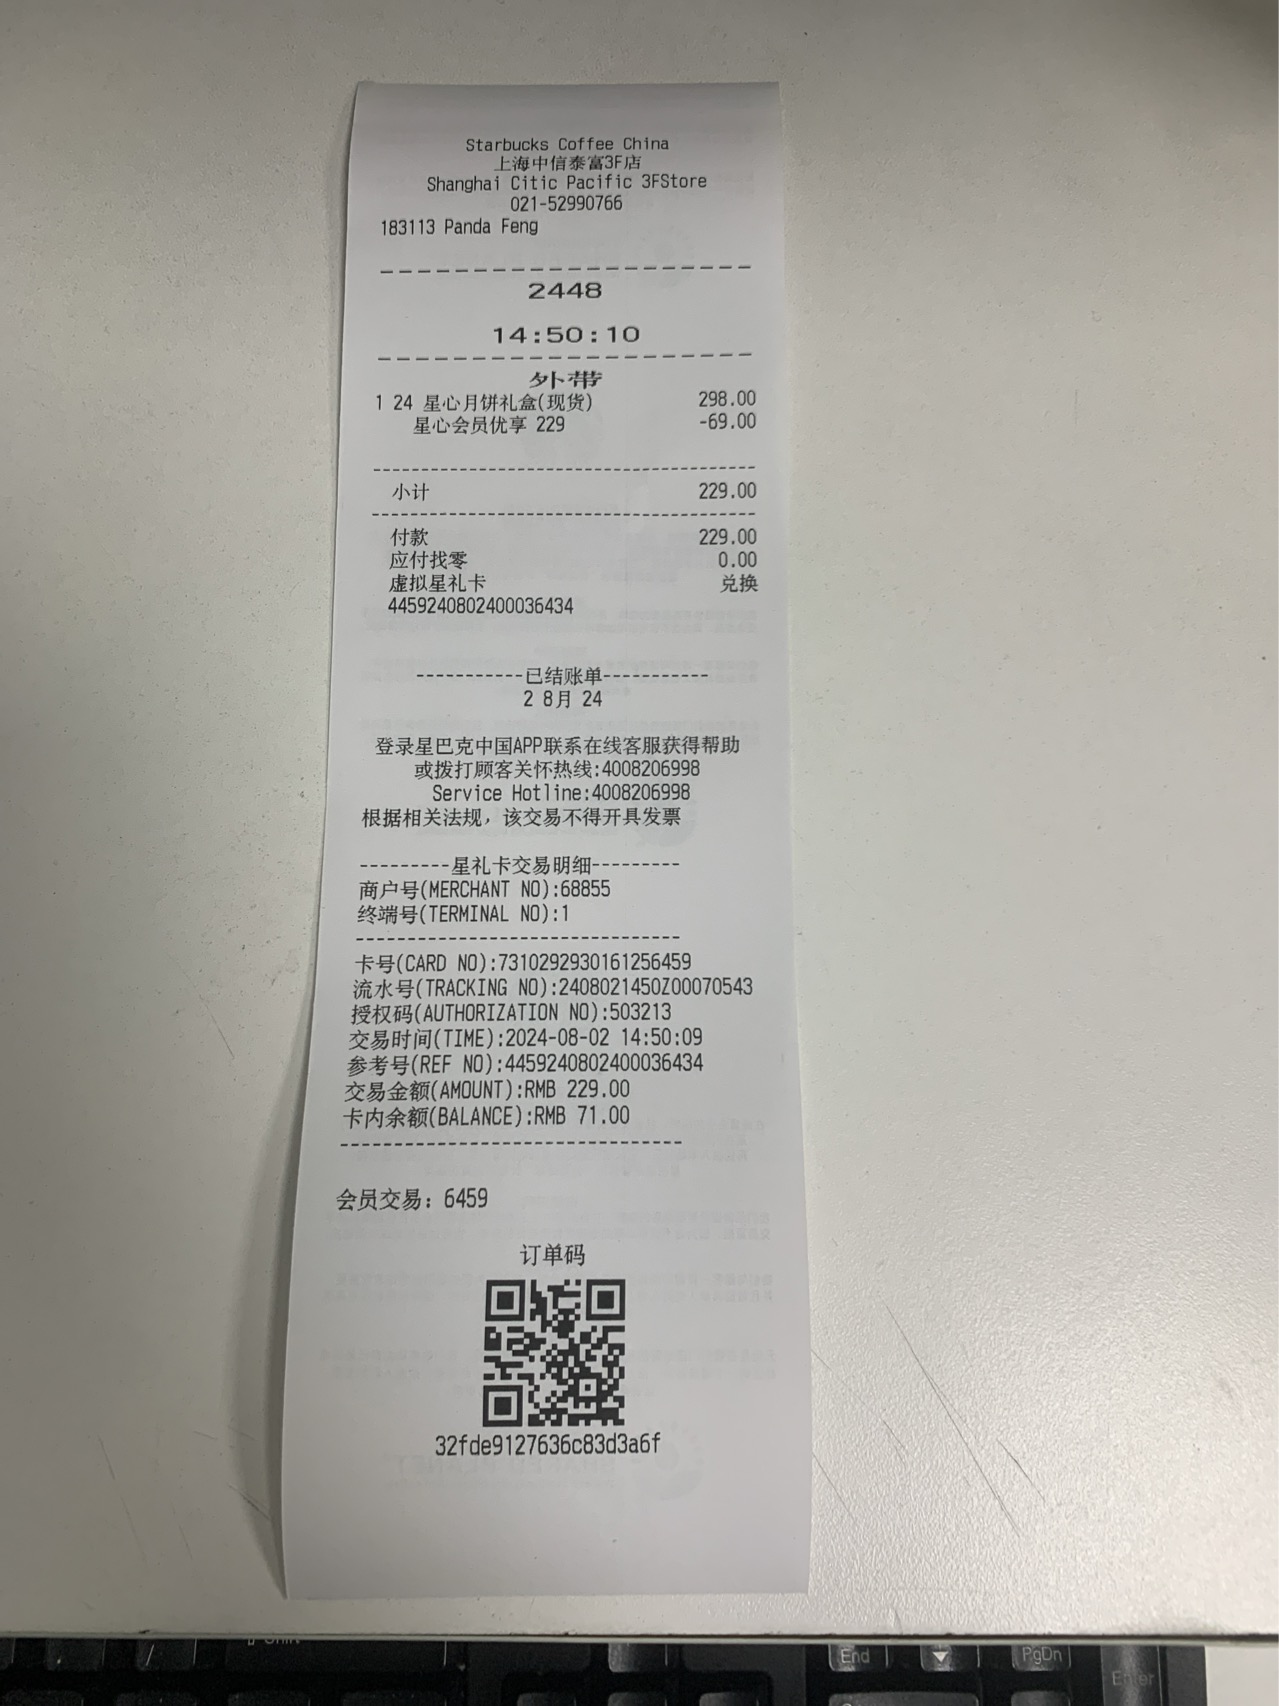 Starbucks Coffee China
上海中信泰富3F店
Shanghai Citic Pacific 3FStore
021-52990766
183113 Panda Feng
--------------------
2448
14:50:10
--------------------
外带
1 24 星心月饼礼盒(现货) 298.00
星心会员优享 229 -69.00
--------------------------------------
小计 229.00
--------------------------------------
付款 229.00
应付找零 0.00
虚拟星礼卡 兑换
4459240802400036434
-----------已结账单-----------
2 8月 24
登录星巴克中国APP联系在线客服获得帮助
或拨打顾客关怀热线:4008206998
Service Hotline:4008206998
根据相关法规，该交易不得开具发票
---------星礼卡交易明细---------
商户号(MERCHANT NO):68855
终端号(TERMINAL NO):1
--------------------------------
卡号(CARD NO):7310292930161256459
流水号(TRACKING NO):2408021450Z00070543
授权码(AUTHORIZATION NO):503213
交易时间(TIME):2024-08-02 14:50:09
参考号(REF NO):4459240802400036434
交易金额(AMOUNT):RMB 229.00
卡内余额(BALANCE):RMB 71.00
--------------------------------
会员交易：6459
订单码
32fde9127636c83d3a6f
End
PgDn
Enter